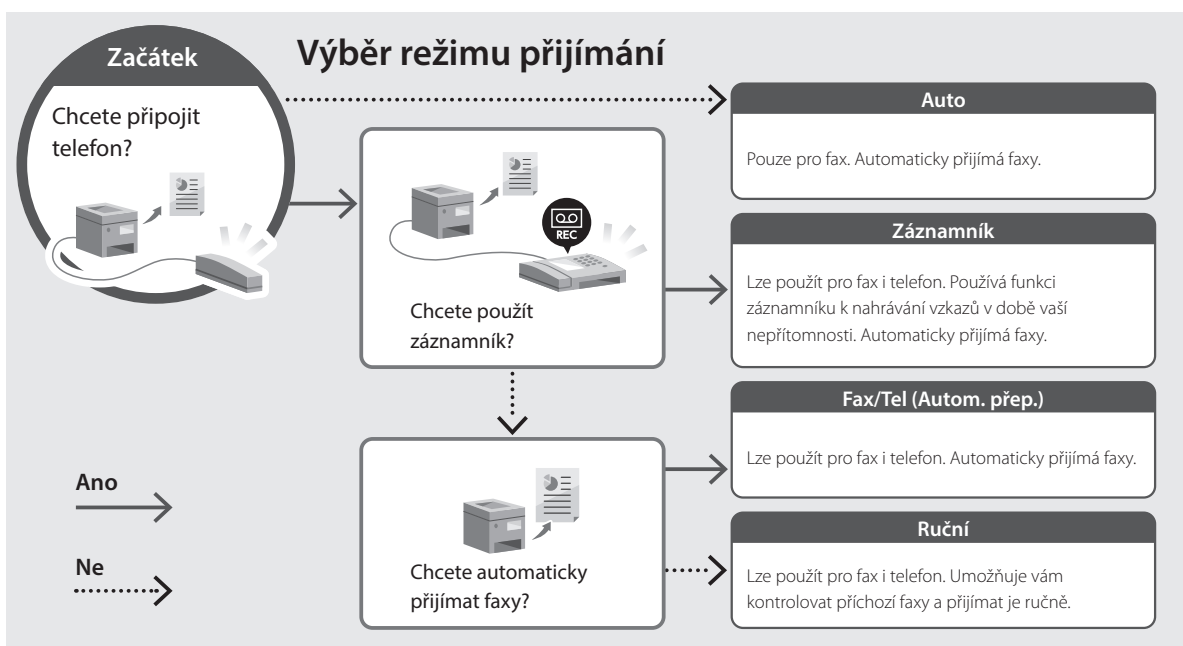 Výběr režimu přijímání
Začátek
Chcete připojit
telefon?
REC
Chcete použít
záznamník?
Chcete automaticky
přijímat faxy?
Auto
Pouze pro fax. Automaticky přijímá faxy.
Záznamník
Lze použít pro fax i telefon. Používá funkci
záznamníku k nahrávání vzkazů v době vaší
nepřítomnosti. Automaticky přijímá faxy.
Fax/Tel (Autom. přep.)
Lze použít pro fax i telefon. Automaticky přijímá faxy.
Ruční
Lze použít pro fax i telefon. Umožňuje vám
kontrolovat příchozí faxy a přijímat je ručně.
Ano
Ne